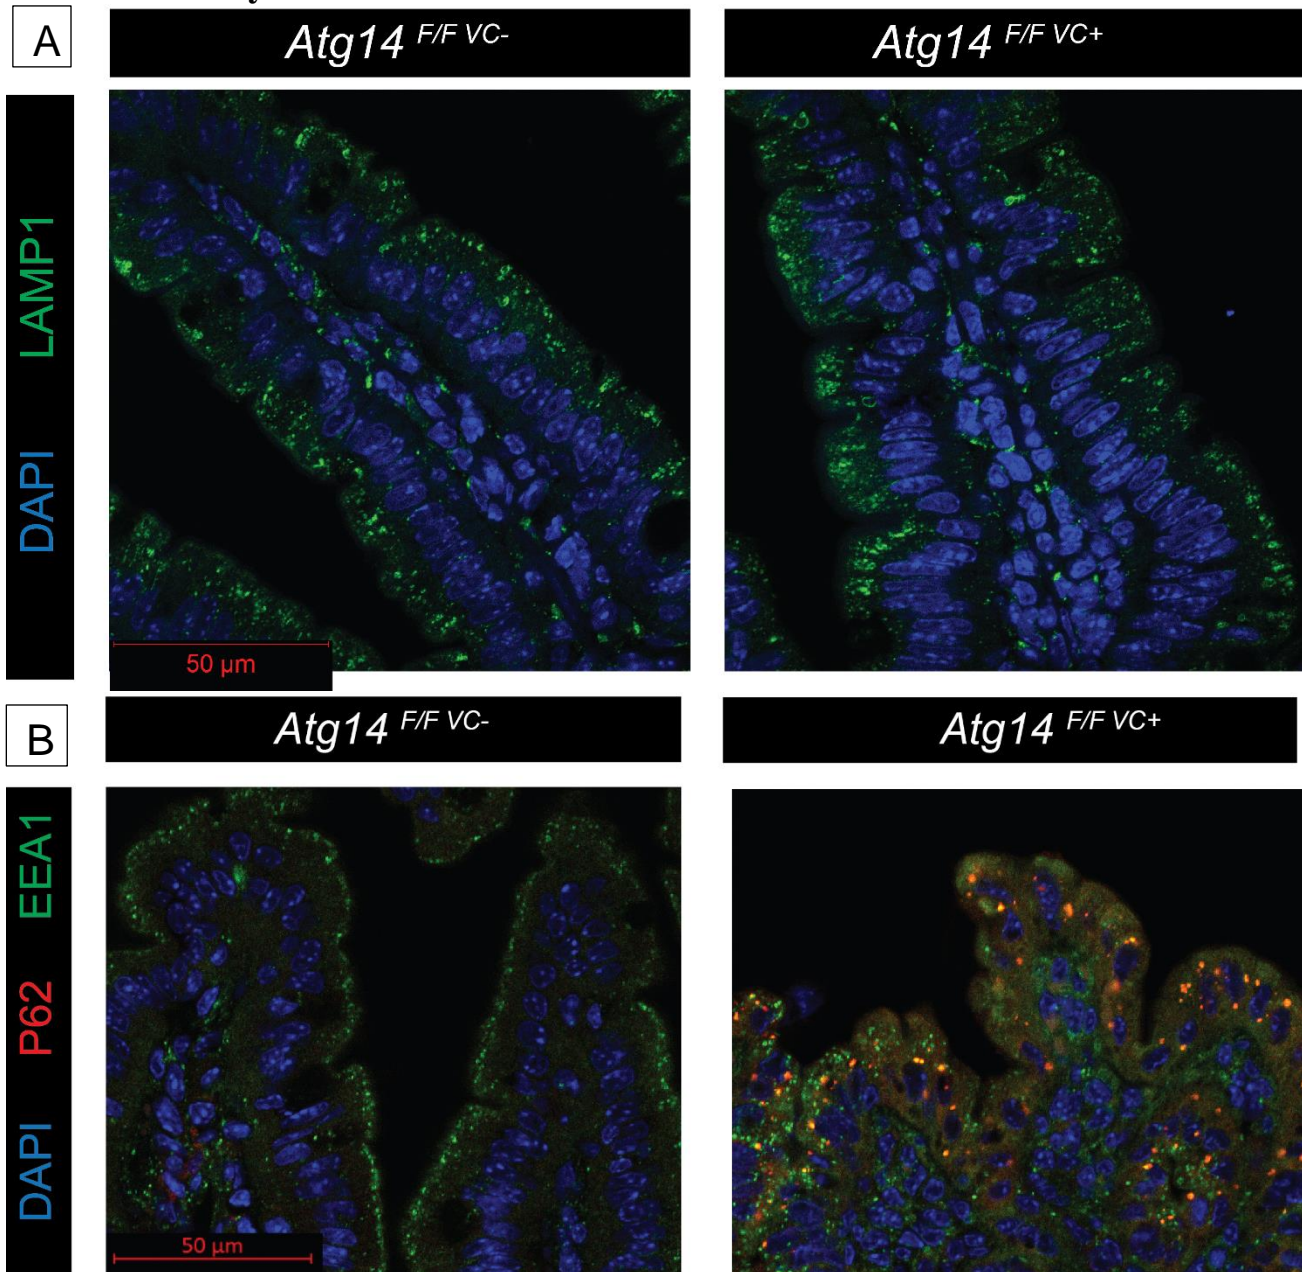 A
Atg14 F/F VC-
Atg14 F/F VC+
DAPI LAMP1
50 µm
B
Atg14 F/F VC-
Atg14 F/F VC+
DAPI P62 EEA1
50 µm